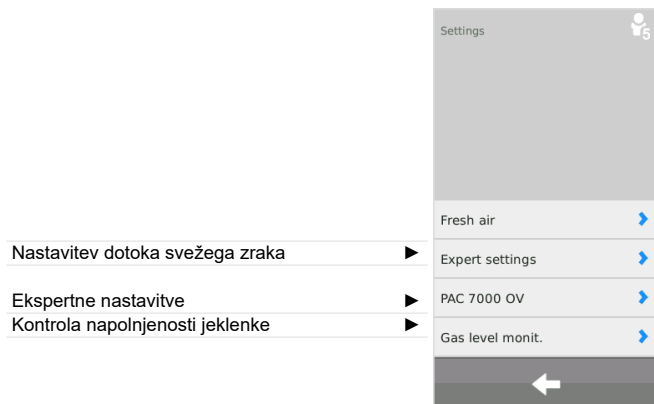 Settings
5
Fresh air
Nastavitev dotoka svežega zraka ►
Expert settings
Ekspertne nastavitve ►
PAC 7000 OV
Kontrola napolnjenosti jeklenke ►
Gas level monit.